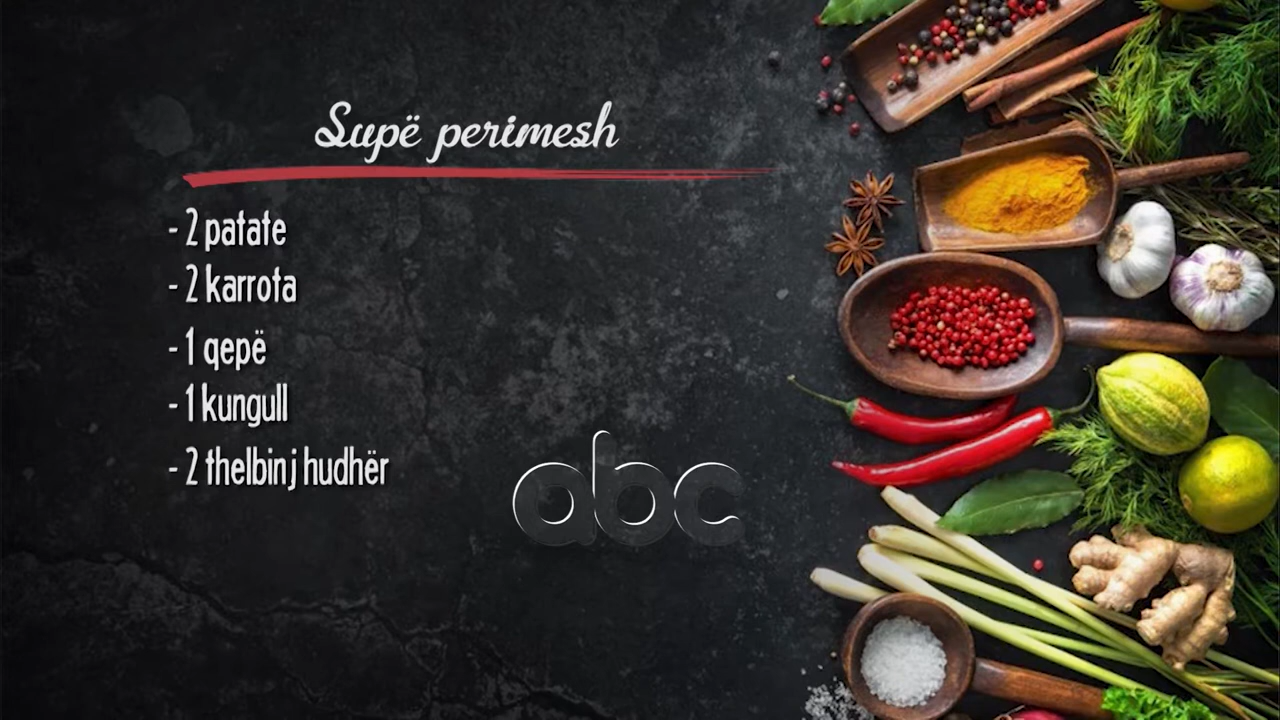 Supë perimesh
- 2 patate
- 2 karrota
- 1 qepë
- 1 kungull
- 2 thelbinj hudhër
abc